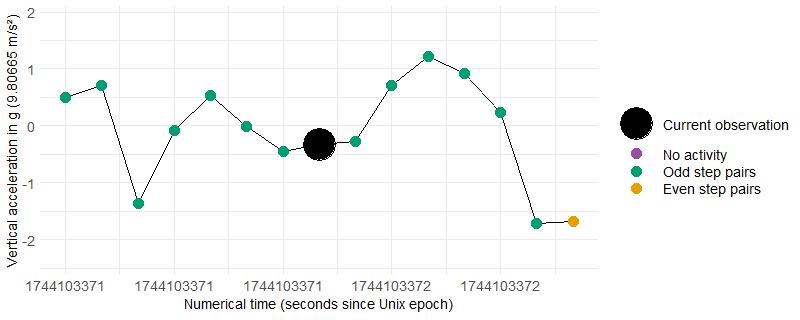 Vertical acceleration in g (9.80665 m/s²)
2
1
0
-1
-2
1744103371 1744103371 1744103371 1744103372 1744103372
Numerical time (seconds since Unix epoch)
Current observation
No activity
Odd step pairs
Even step pairs